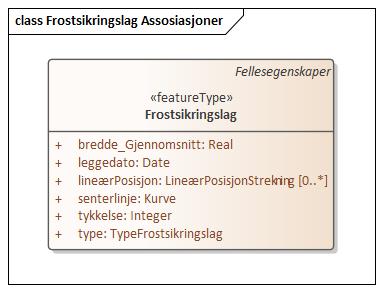 class Frostsikringslag Assosiasjoner
Fellesegenskaper
«featureType»
Frostsikringslag
+ bredde_Gjennomsnitt: Real
+ leggedato: Date
+ lineærPosisjon: LineærPosisjonStrekning [0..*]
+ senterlinje: Kurve
+ tykkelse: Integer
+ type: TypeFrostsikringslag